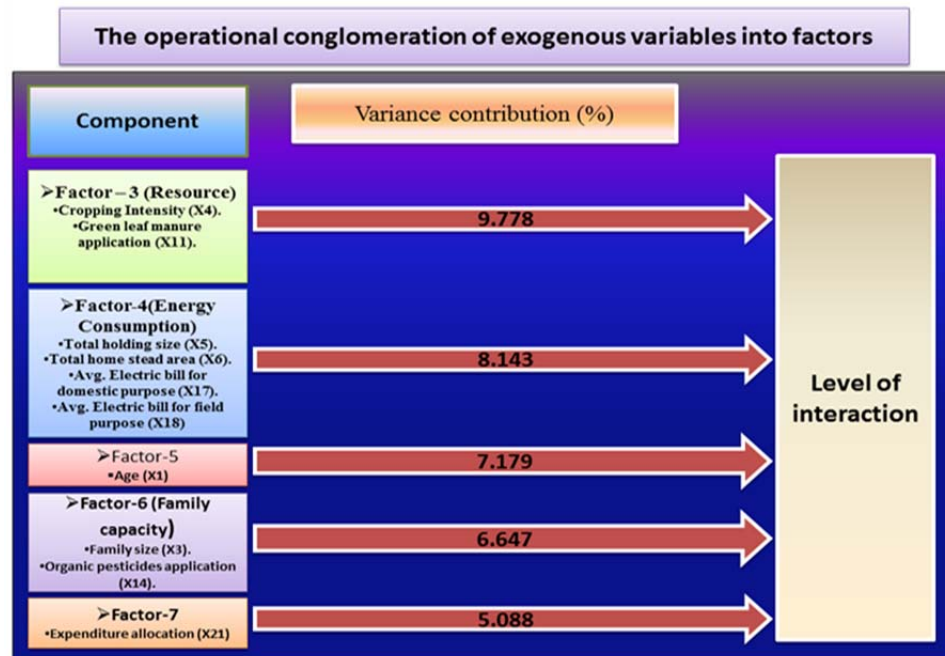 The operational conglomeration of exogenous variables into factors
Component
Variance contribution (%)
➢Factor – 3 (Resource)
•Cropping Intensity (X4).
•Green leaf manure
application (X11).
9.778
➢Factor-4(Energy
Consumption)
•Total holding size (X5).
•Total home stead area (X6).
•Avg. Electric bill for
domestic purpose (X17).
•Avg. Electric bill for field
purpose (X18)
8.143
➢Factor-5
•Age (X1)
7.179
➢Factor-6 (Family
capacity)
•Family size (X3).
•Organic pesticides application
(X14).
6.647
➢Factor-7
•Expenditure allocation (X21)
5.088
Level of
interaction